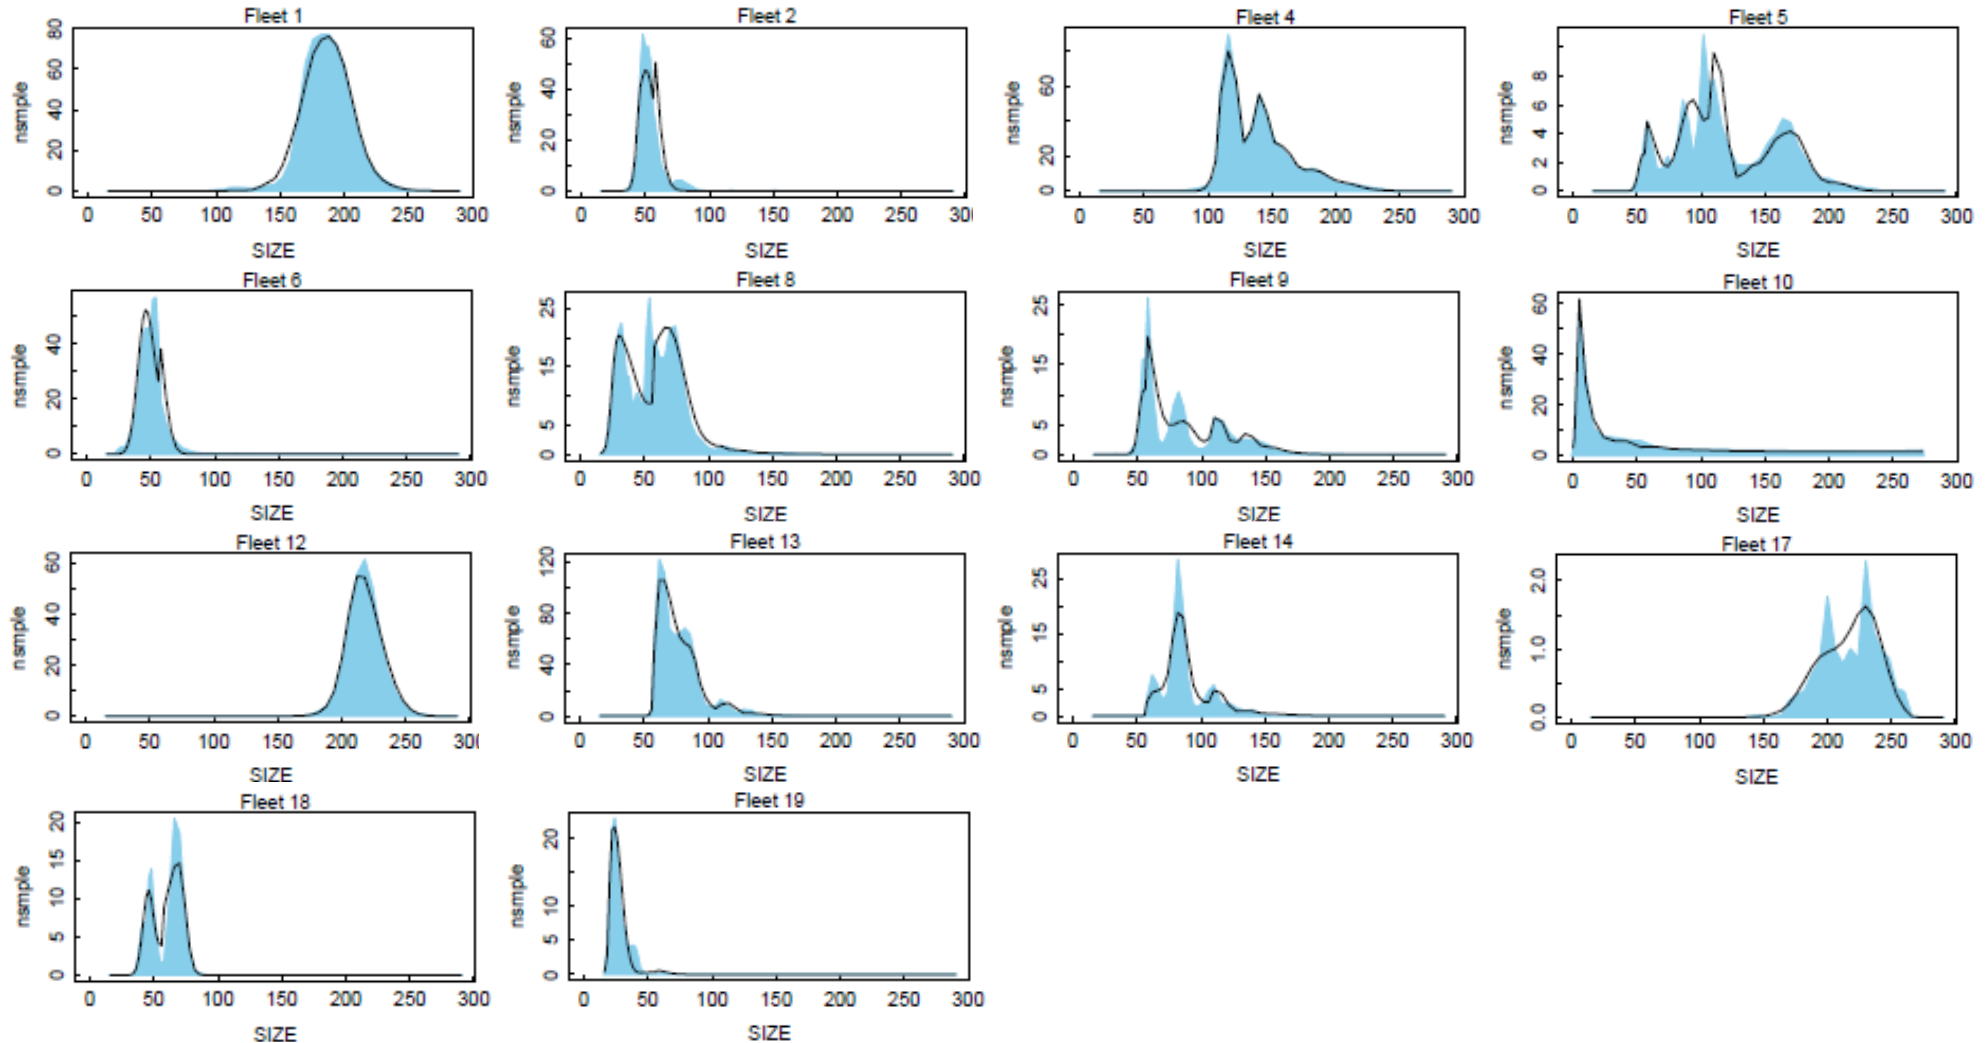 Fleet 1
80
60
40
20
0
nsmple
0 50 100 150 200 250 300
SIZE
Fleet 2
60
40
20
0
nsmple
0 50 100 150 200 250 300
SIZE
Fleet 4
60
20
0
nsmple
0 50 100 150 200 250 300
SIZE
Fleet 5
8
6
4
2
0
nsmple
0 50 100 150 200 250 300
SIZE
Fleet 6
40
20
0
nsmple
0 50 100 150 200 250 300
SIZE
Fleet 8
25
15
5
0
nsmple
0 50 100 150 200 250 300
SIZE
Fleet 9
25
15
5
0
nsmple
0 50 100 150 200 250 300
SIZE
Fleet 10
60
40
20
0
nsmple
0 50 100 150 200 250 300
SIZE
Fleet 12
60
40
20
0
nsmple
0 50 100 150 200 250 300
SIZE
Fleet 13
120
80
40
0
nsmple
0 50 100 150 200 250 300
SIZE
Fleet 14
25
15
5
0
nsmple
0 50 100 150 200 250 300
SIZE
Fleet 17
2.0
1.0
0.0
nsmple
0 50 100 150 200 250 300
SIZE
Fleet 18
20
15
10
5
0
nsmple
0 50 100 150 200 250 300
SIZE
Fleet 19
20
10
5
0
nsmple
0 50 100 150 200 250 300
SIZE